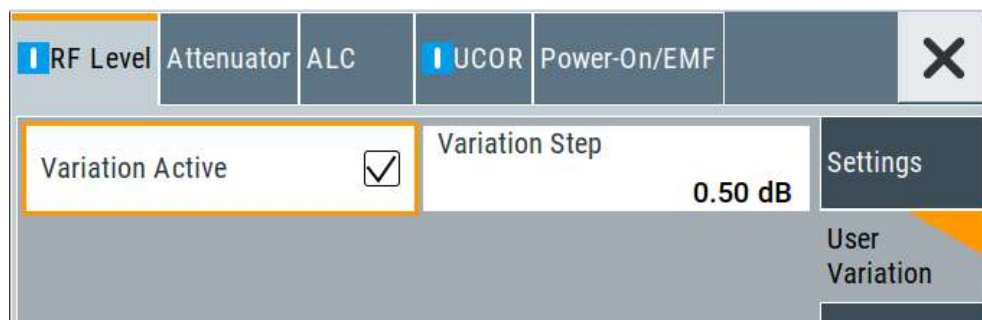 RF Level Attenuator ALC UCOR Power-On/EMF
Variation Active
Variation Step
0.50 dB
Settings
User
Variation